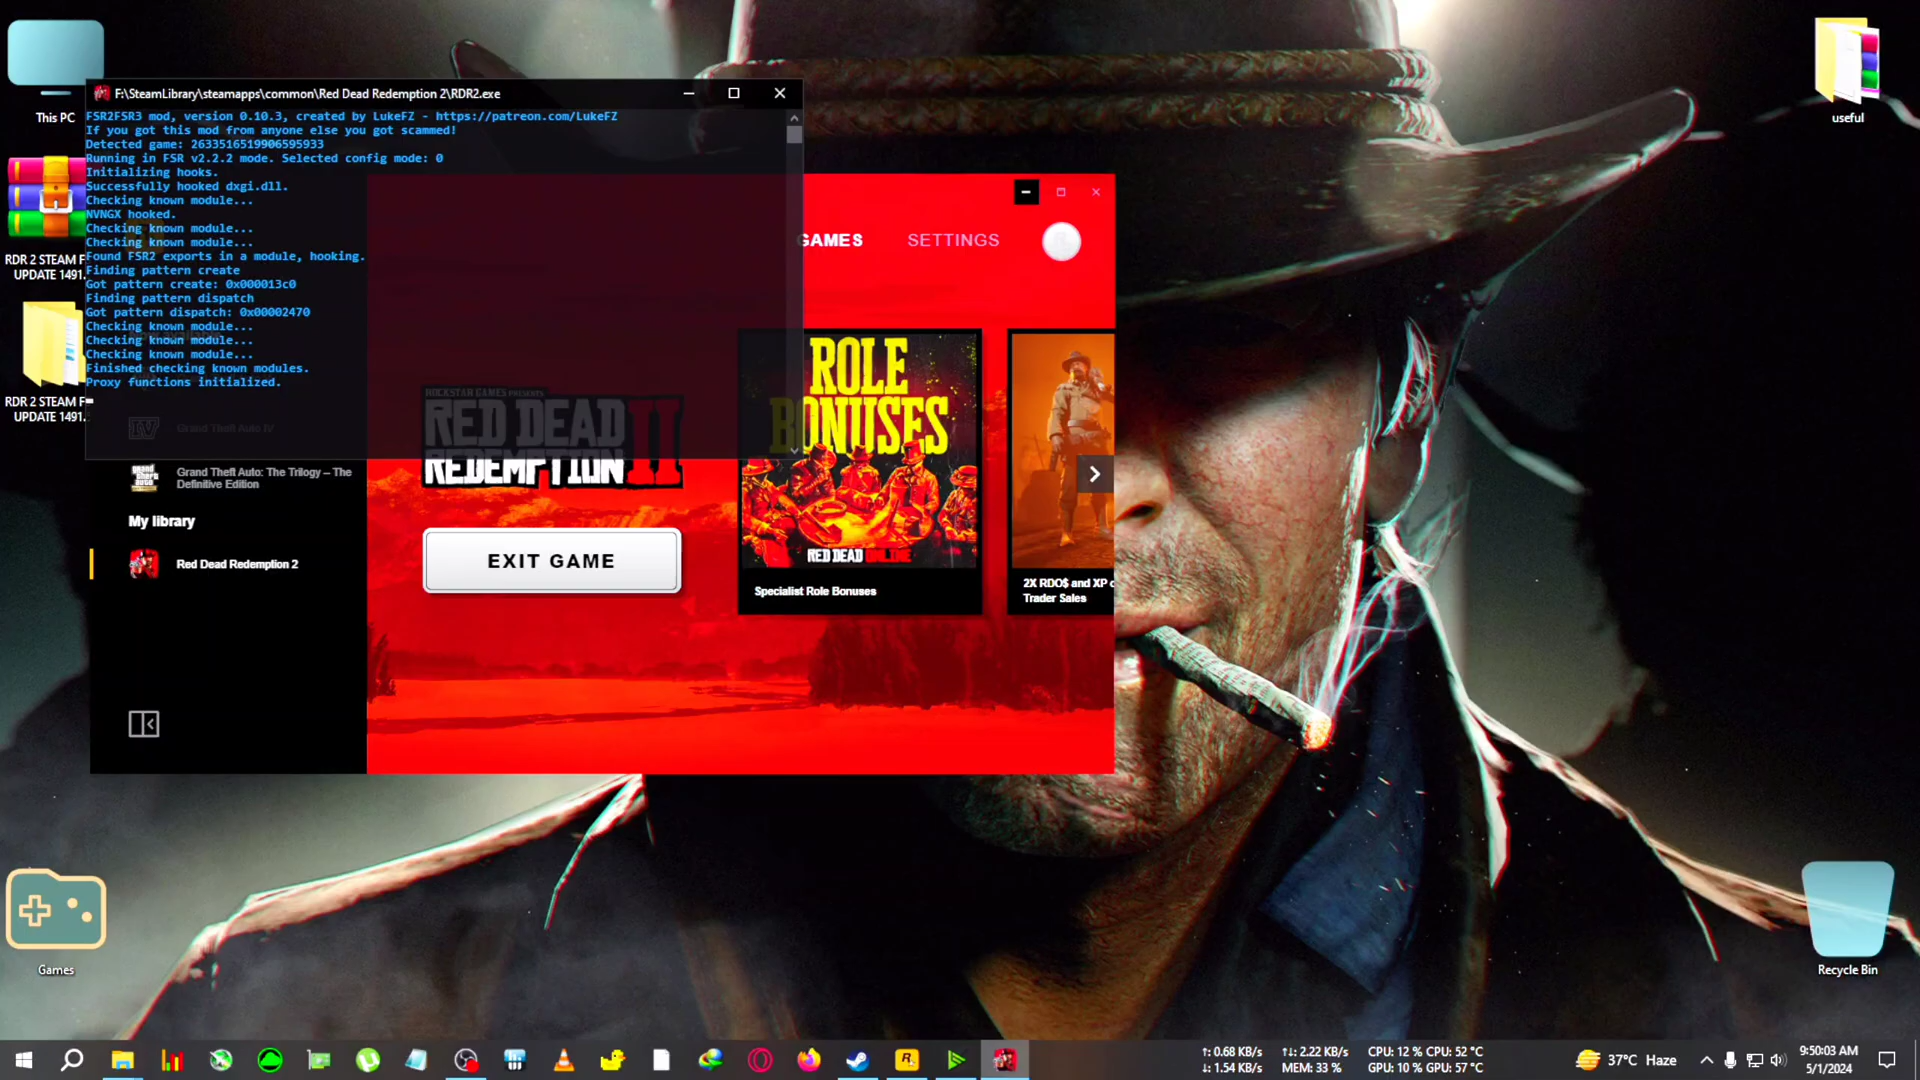 This PC
RDR 2 STEAM F
UPDATE 1491.
RDR 2 STEAM F
UPDATE 1491.
Games
useful
Recycle Bin
F:\SteamLibrary\steamapps\common\Red Dead Redemption 2\RDR2.exe
FSR2FSR3 mod, version 0.10.3, created by LukeFZ - https://patreon.com/LukeFZ
If you got this mod from anyone else you got scammed!
Detected game: 2633516519906595933
Running in FSR v2.2.2 mode. Selected config mode: 0
Initializing hooks.
Successfully hooked dxgi.dll.
Checking known module...
NVNGX hooked.
Checking known module...
Checking known module...
Found FSR2 exports in a module, hooking.
Finding pattern create
Got pattern create: 0x000013c0
Finding pattern dispatch
Got pattern dispatch: 0x00002470
Checking known module...
Checking known module...
Checking known module...
Finished checking known modules.
Proxy functions initialized.
GAMES
SETTINGS
IV
Grand Theft Auto IV
Grand Theft Auto: The Trilogy – The
Definitive Edition
My library
Red Dead Redemption 2
ROCKSTAR GAMES PRESENTS
RED DEAD
REDEMPTION II
EXIT GAME
ROLE
BONUSES
RED DEAD ONLINE
Specialist Role Bonuses
2X RDO$ and XP o
Trader Sales
↑: 0.68 KB/s
↓: 1.54 KB/s
↑↓: 2.22 KB/s
MEM: 33 %
CPU: 12 % CPU: 52 °C
GPU: 10 % GPU: 57 °C
37°C Haze
9:50:03 AM
5/1/2024